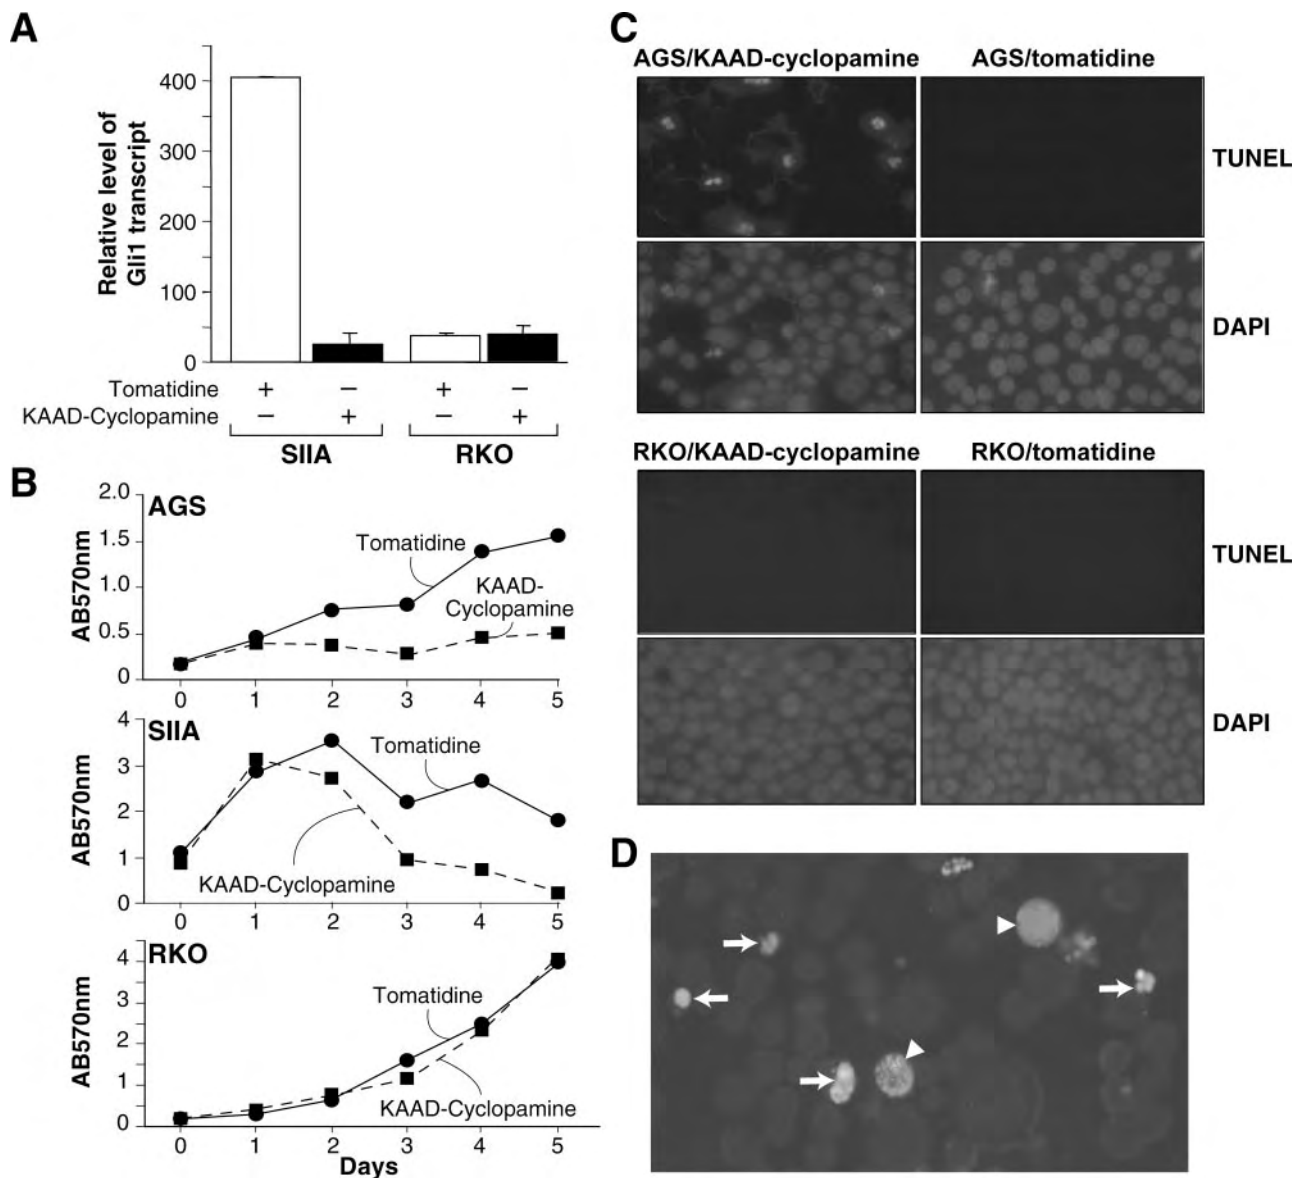 A
Relative level of
Gli1 transcript
400
300
200
100
0
Tomatidine + − + −
KAAD-Cyclopamine − + − +
SIIA RKO
B
AGS
AB570nm
2.0
1.5
1.0
0.5
0
Tomatidine
KAAD-
Cyclopamine
0 1 2 3 4 5
SIIA
AB570nm
4
3
2
1
0
Tomatidine
KAAD-Cyclopamine
0 1 2 3 4 5
RKO
AB570nm
4
3
2
1
0
Tomatidine
KAAD-Cyclopamine
0 1 2 3 4 5
Days
C
AGS/KAAD-cyclopamine AGS/tomatidine
TUNEL
DAPI
RKO/KAAD-cyclopamine RKO/tomatidine
TUNEL
DAPI
D